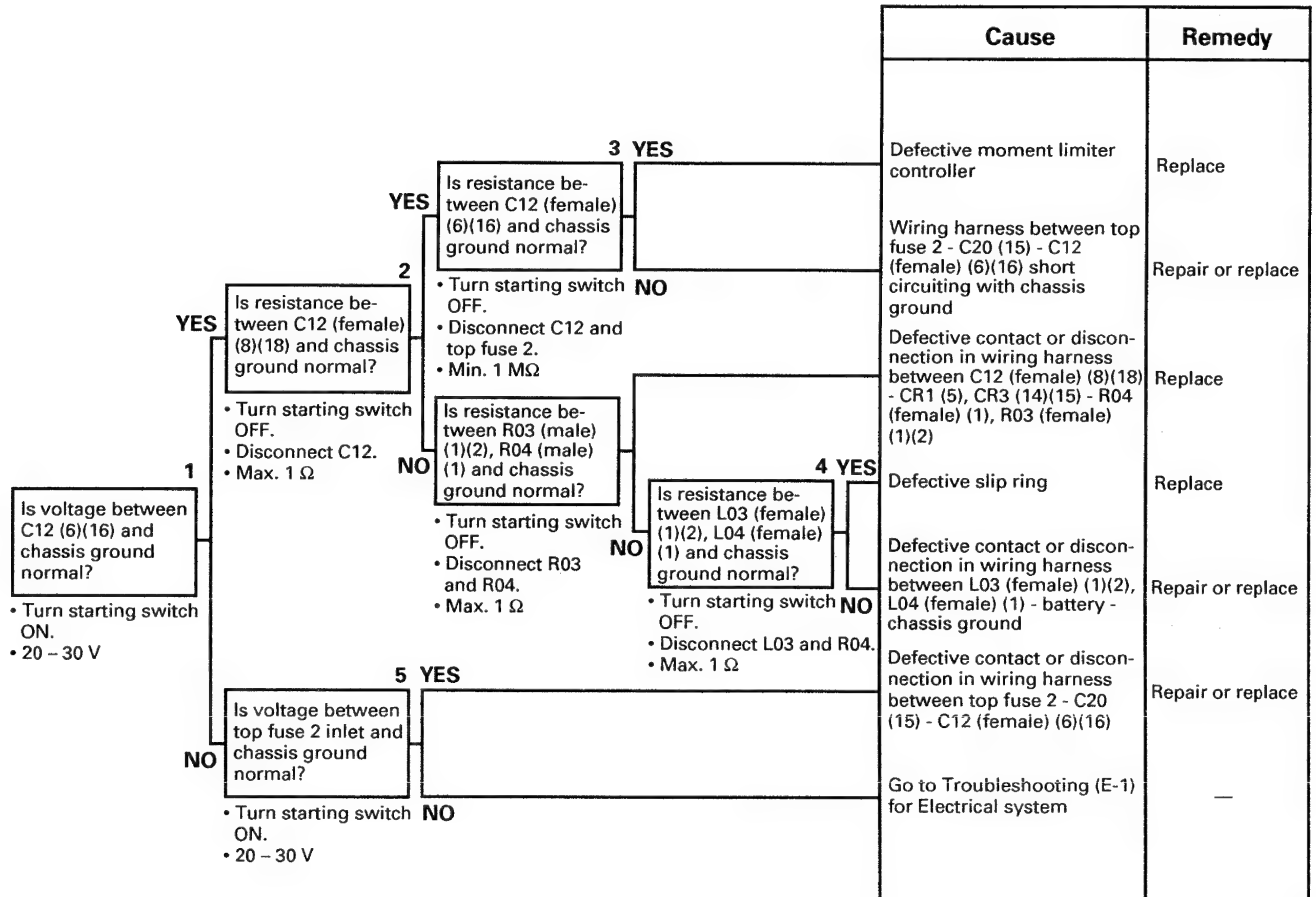 Cause
Remedy
3 YES
Is resistance be-
tween C12 (female)
(6)(16) and chassis
ground normal?
• Turn starting switch
OFF.
• Disconnect C12 and
top fuse 2.
• Min. 1 MΩ
NO
Defective moment limiter
controller
Replace
Wiring harness between top
fuse 2 - C20 (15) - C12
(female) (6)(16) short
circuiting with chassis
ground
Repair or replace
YES
2
Is resistance be-
tween C12 (female)
(8)(18) and chassis
ground normal?
• Turn starting switch
OFF.
• Disconnect C12.
• Max. 1 Ω
YES
NO
Is resistance be-
tween R03 (male)
(1)(2), R04 (male)
(1) and chassis
ground normal?
• Turn starting switch
OFF.
• Disconnect R03
and R04.
• Max. 1 Ω
Defective contact or discon-
nection in wiring harness
between C12 (female) (8)(18)
- CR1 (5), CR3 (14)(15) - R04
(female) (1), R03 (female)
(1)(2)
Replace
NO
4 YES
Is resistance be-
tween L03 (female)
(1)(2), L04 (female)
(1) and chassis
ground normal?
• Turn starting switch
OFF.
• Disconnect L03 and R04.
• Max. 1 Ω
NO
Defective slip ring
Replace
Defective contact or discon-
nection in wiring harness
between L03 (female) (1)(2),
L04 (female) (1) - battery -
chassis ground
Repair or replace
1
Is voltage between
C12 (6)(16) and
chassis ground
normal?
• Turn starting switch
ON.
• 20 – 30 V
NO
5 YES
Is voltage between
top fuse 2 inlet and
chassis ground
normal?
• Turn starting switch
ON.
• 20 – 30 V
NO
Defective contact or discon-
nection in wiring harness
between top fuse 2 - C20
(15) - C12 (female) (6)(16)
Repair or replace
Go to Troubleshooting (E-1)
for Electrical system
—